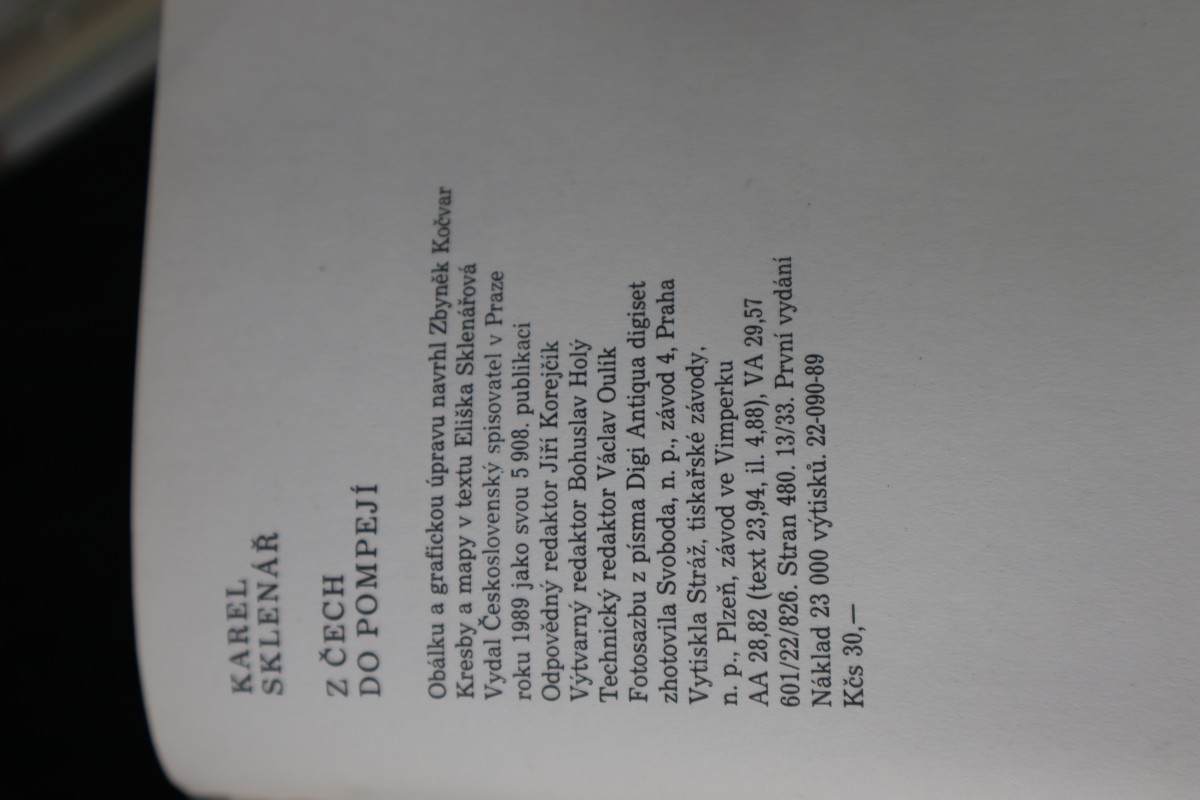 KAREL
SKLENÁŘ
Z ČECH
DO POMPEJÍ
Obálku a grafickou úpravu navrhl Zbyněk Kočvar
Kresby a mapy v textu Eliška Sklenářová
Vydal Československý spisovatel v Praze
roku 1989 jako svou 5 908. publikaci
Odpovědný redaktor Jiří Korejčík
Výtvarný redaktor Bohuslav Holý
Technický redaktor Václav Oulík
Fotosazbu z písma Digi Antiqua digiset
zhotovila Svoboda, n. p., závod 4, Praha
Vytiskla Stráž, tiskařské závody,
n. p., Plzeň, závod ve Vimperku
AA 28,82 (text 23,94, il. 4,88), VA 29,57
601/22/826. Stran 480. 13/33. První vydání
Náklad 23 000 výtisků. 22-090-89
Kčs 30,—